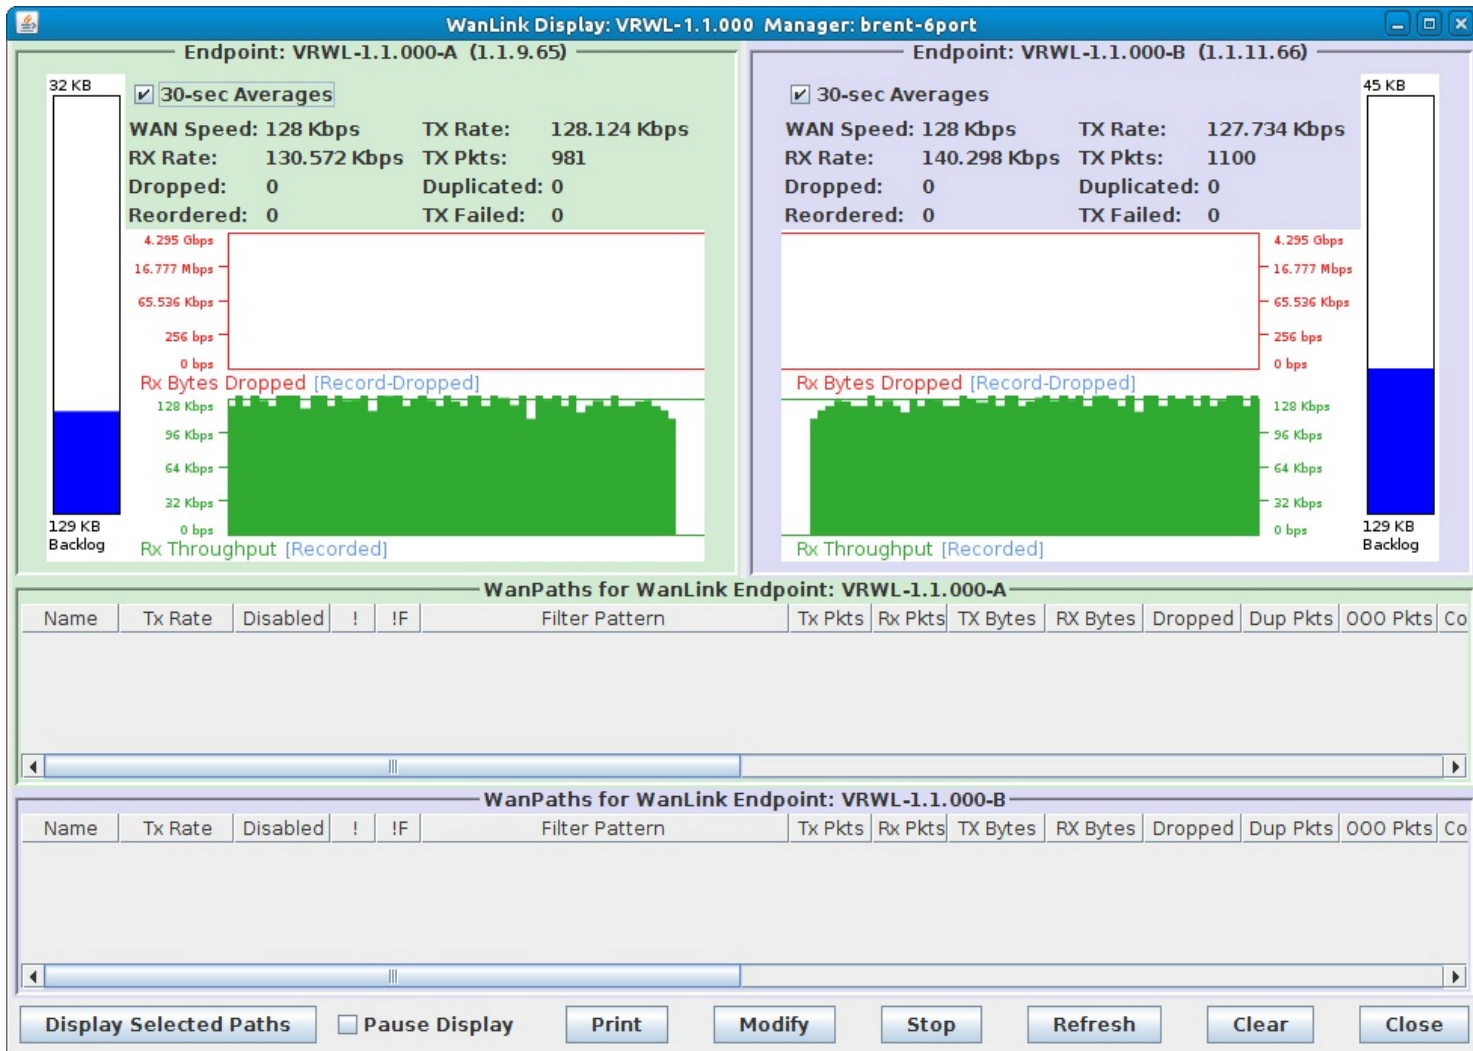 WanLink Display: VRWL-1.1.000 Manager: brent-6port
Endpoint: VRWL-1.1.000-A (1.1.9.65)
32 KB
30-sec Averages
WAN Speed: 128 Kbps TX Rate: 128.124 Kbps
RX Rate: 130.572 Kbps TX Pkts: 981
Dropped: 0 Duplicated: 0
Reordered: 0 TX Failed: 0
4.295 Gbps
16.777 Mbps
65.536 Kbps
256 bps
0 bps
Rx Bytes Dropped [Record-Dropped]
128 Kbps
96 Kbps
64 Kbps
32 Kbps
0 bps
Rx Throughput [Recorded]
129 KB
Backlog
Endpoint: VRWL-1.1.000-B (1.1.11.66)
45 KB
30-sec Averages
WAN Speed: 128 Kbps TX Rate: 127.734 Kbps
RX Rate: 140.298 Kbps TX Pkts: 1100
Dropped: 0 Duplicated: 0
Reordered: 0 TX Failed: 0
4.295 Gbps
16.777 Mbps
65.536 Kbps
256 bps
0 bps
Rx Bytes Dropped [Record-Dropped]
128 Kbps
96 Kbps
64 Kbps
32 Kbps
0 bps
Rx Throughput [Recorded]
129 KB
Backlog
WanPaths for WanLink Endpoint: VRWL-1.1.000-A
Name Tx Rate Disabled ! !F Filter Pattern Tx Pkts Rx Pkts TX Bytes RX Bytes Dropped Dup Pkts OOO Pkts Co
WanPaths for WanLink Endpoint: VRWL-1.1.000-B
Name Tx Rate Disabled ! !F Filter Pattern Tx Pkts Rx Pkts TX Bytes RX Bytes Dropped Dup Pkts OOO Pkts Co
Display Selected Paths Pause Display Print Modify Stop Refresh Clear Close